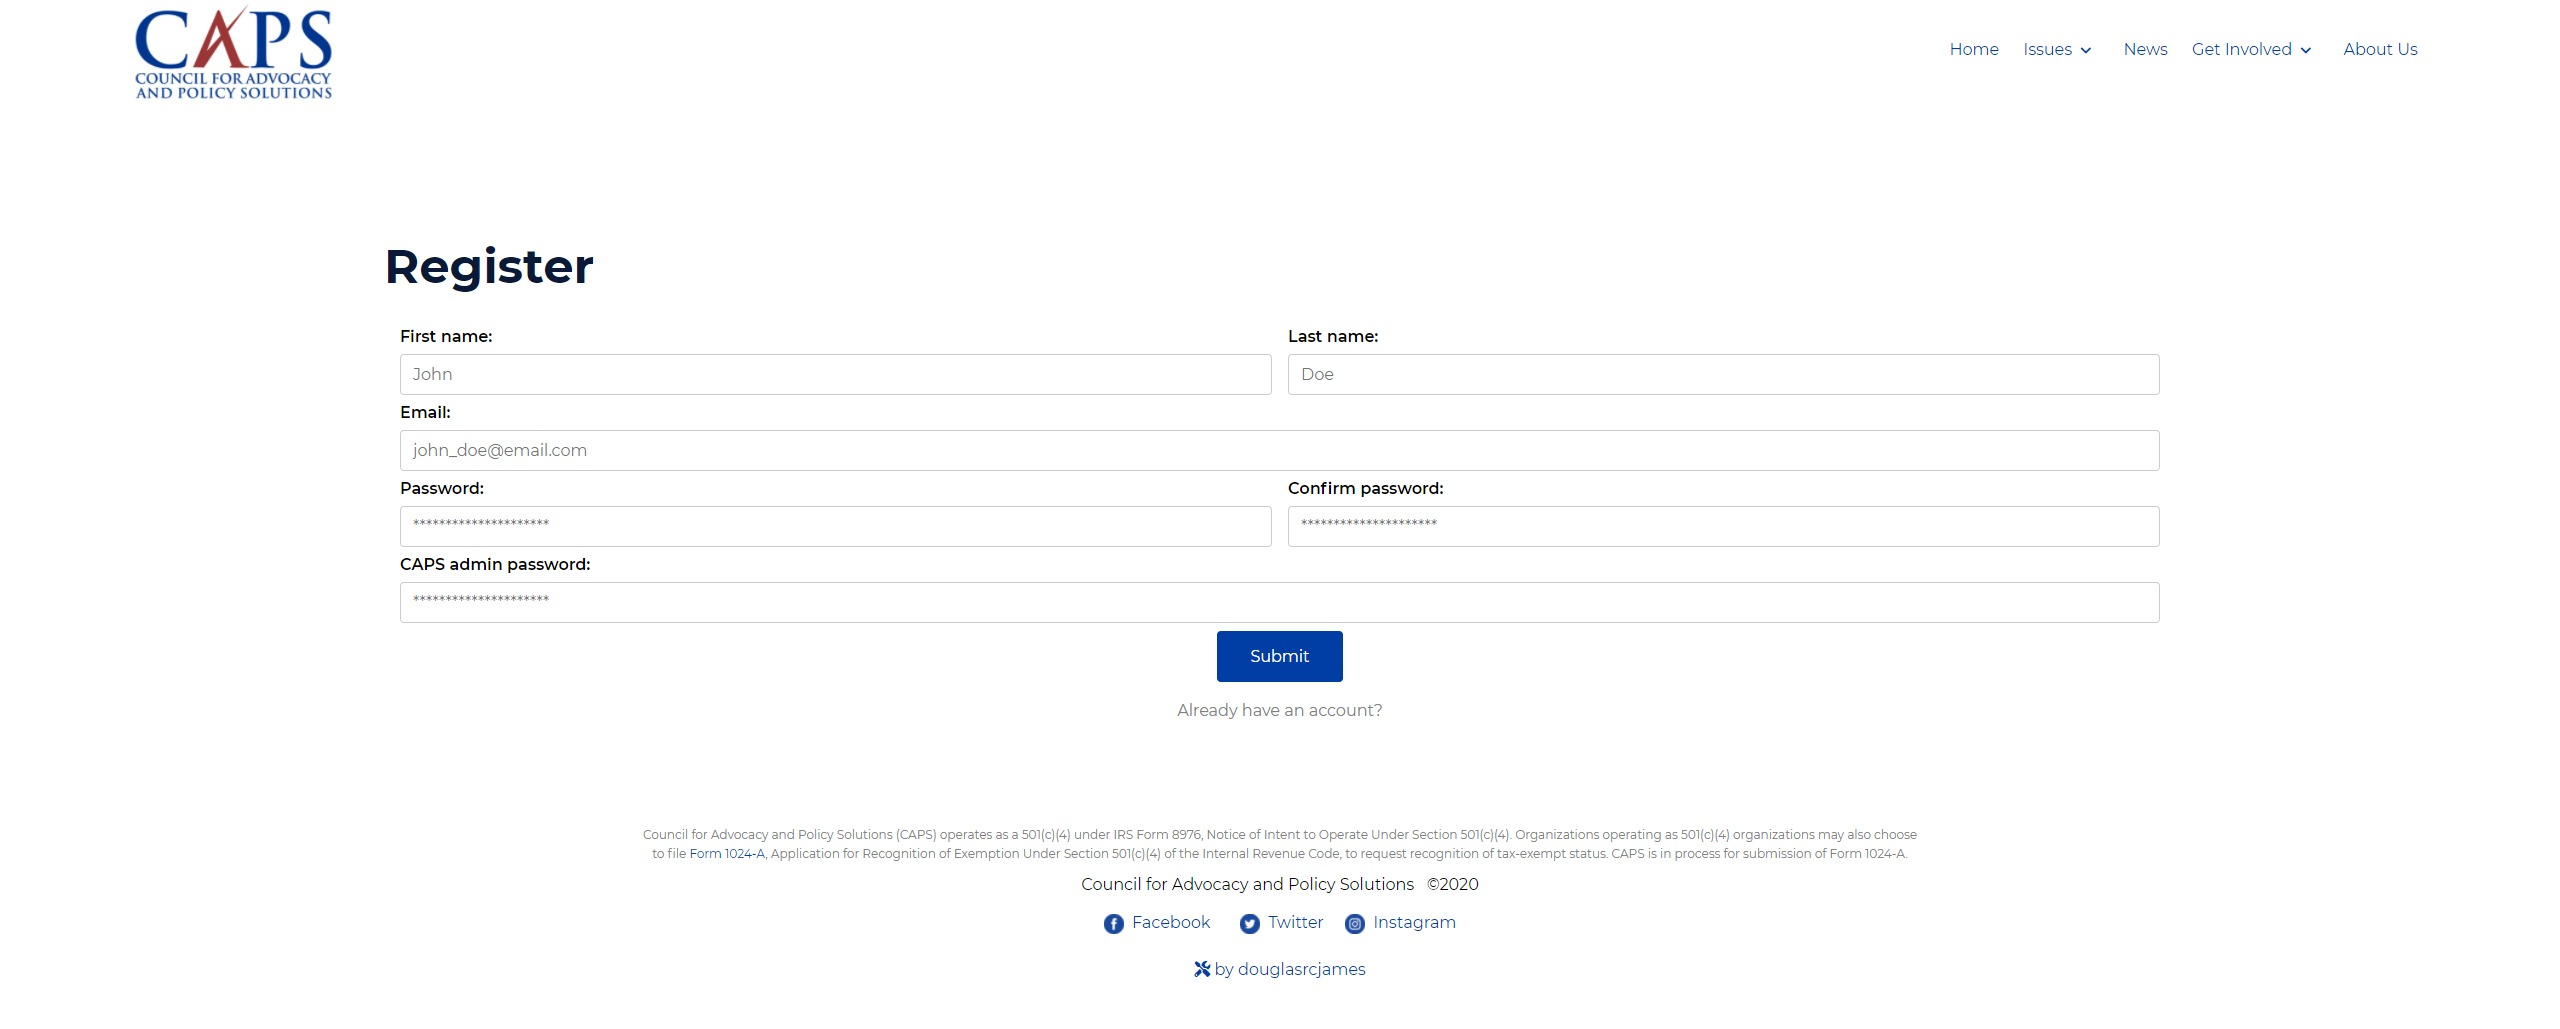 CAPS
COUNCIL FOR ADVOCACY
AND POLICY SOLUTIONS
Home Issues News Get Involved About Us
Register
First name: Last name:
John Doe
Email:
john_doe@email.com
Password: Confirm password:
********************* *********************
CAPS admin password:
*********************
Submit
Already have an account?
Council for Advocacy and Policy Solutions (CAPS) operates as a 501(c)(4) under IRS Form 8976, Notice of Intent to Operate Under Section 501(c)(4). Organizations operating as 501(c)(4) organizations may also choose
to file Form 1024-A, Application for Recognition of Exemption Under Section 501(c)(4) of the Internal Revenue Code, to request recognition of tax-exempt status. CAPS is in process for submission of Form 1024-A.
Council for Advocacy and Policy Solutions ©2020
Facebook Twitter Instagram
by douglasrcjames